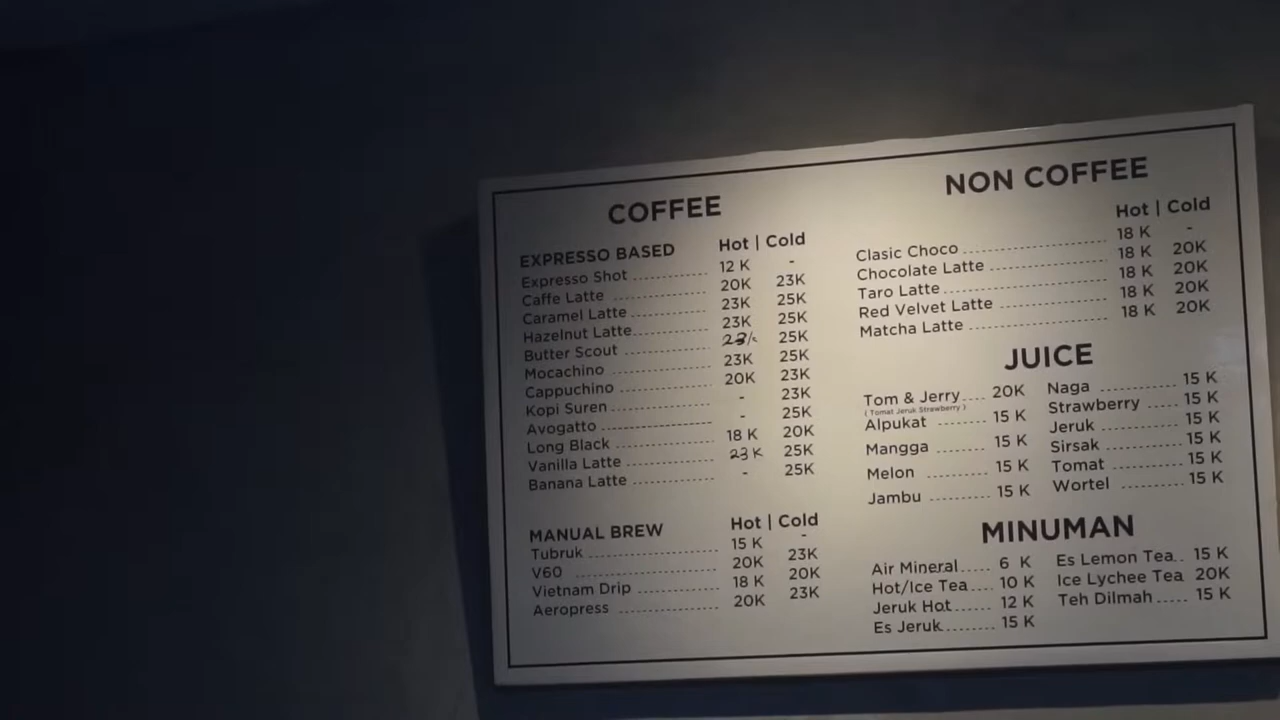 COFFEE
EXPRESSO BASED Hot | Cold
Expresso Shot ........ 12 K -
Caffe Latte ........ 20K 23K
Caramel Latte ........ 23K 25K
Hazelnut Latte ........ 23K 25K
Butter Scout ........ 23K 25K
Mocachino ........ 23K 25K
Cappuchino ........ 20K 23K
Kopi Suren ........ - 23K
Avogatto ........ - 25K
Long Black ........ 18 K 20K
Vanilla Latte ........ 23 K 25K
Banana Latte ........ - 25K
MANUAL BREW Hot | Cold
Tubruk ........ 15 K -
V60 ........ 20K 23K
Vietnam Drip ........ 18 K 20K
Aeropress ........ 20K 23K
NON COFFEE
Hot | Cold
Clasic Choco ........ 18 K -
Chocolate Latte ........ 18 K 20K
Taro Latte ........ 18 K 20K
Red Velvet Latte ........ 18 K 20K
Matcha Latte ........ 18 K 20K
JUICE
Tom & Jerry .... 20K
( Tomat Jeruk Strawberry )
Alpukat ........ 15 K
Mangga ........ 15 K
Melon ........ 15 K
Jambu ........ 15 K
Naga ........ 15 K
Strawberry ..... 15 K
Jeruk ........ 15 K
Sirsak ........ 15 K
Tomat ........ 15 K
Wortel ........ 15 K
MINUMAN
Air Mineral ..... 6 K
Hot/Ice Tea .... 10 K
Jeruk Hot ...... 12 K
Es Jeruk ........ 15 K
Es Lemon Tea .. 15 K
Ice Lychee Tea 20K
Teh Dilmah ..... 15 K